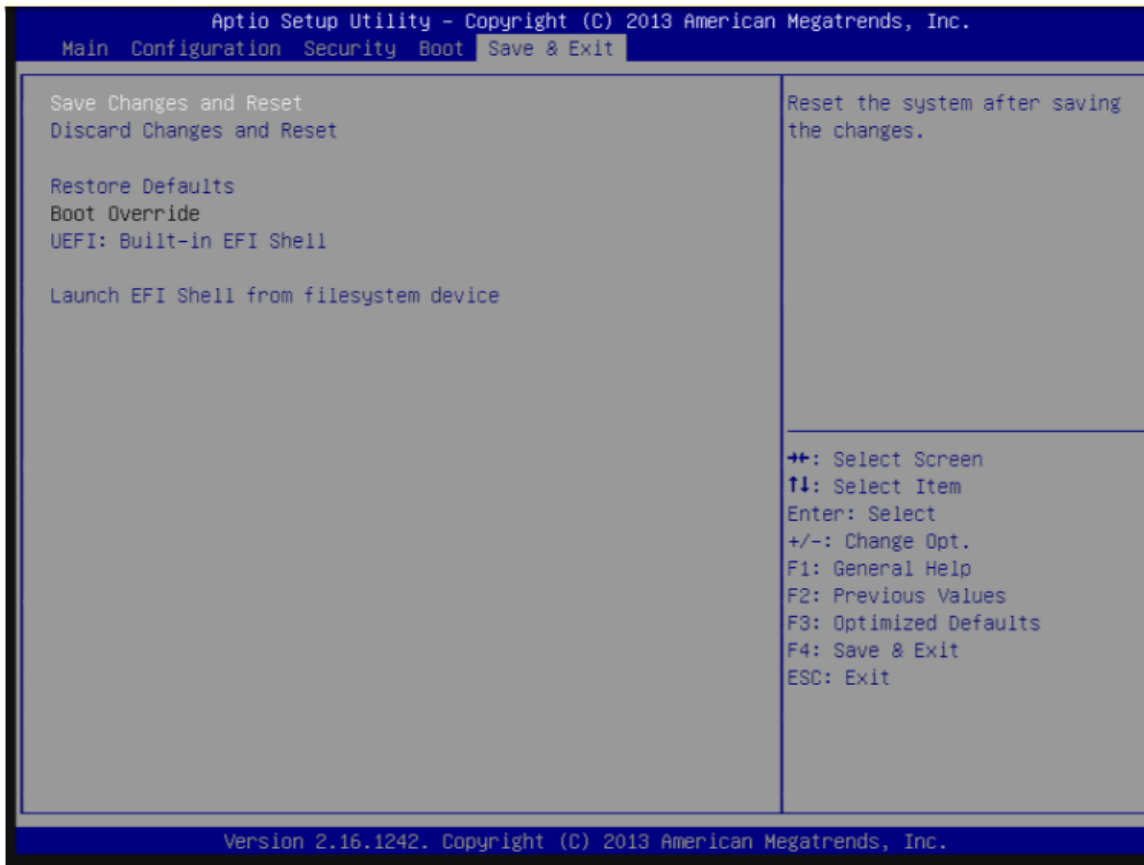 Aptio Setup Utility – Copyright (C) 2013 American Megatrends, Inc.
Main Configuration Security Boot Save & Exit
Save Changes and Reset
Discard Changes and Reset
Restore Defaults
Boot Override
UEFI: Built-in EFI Shell
Launch EFI Shell from filesystem device
Reset the system after saving
the changes.
→←: Select Screen
↑↓: Select Item
Enter: Select
+/-: Change Opt.
F1: General Help
F2: Previous Values
F3: Optimized Defaults
F4: Save & Exit
ESC: Exit
Version 2.16.1242. Copyright (C) 2013 American Megatrends, Inc.